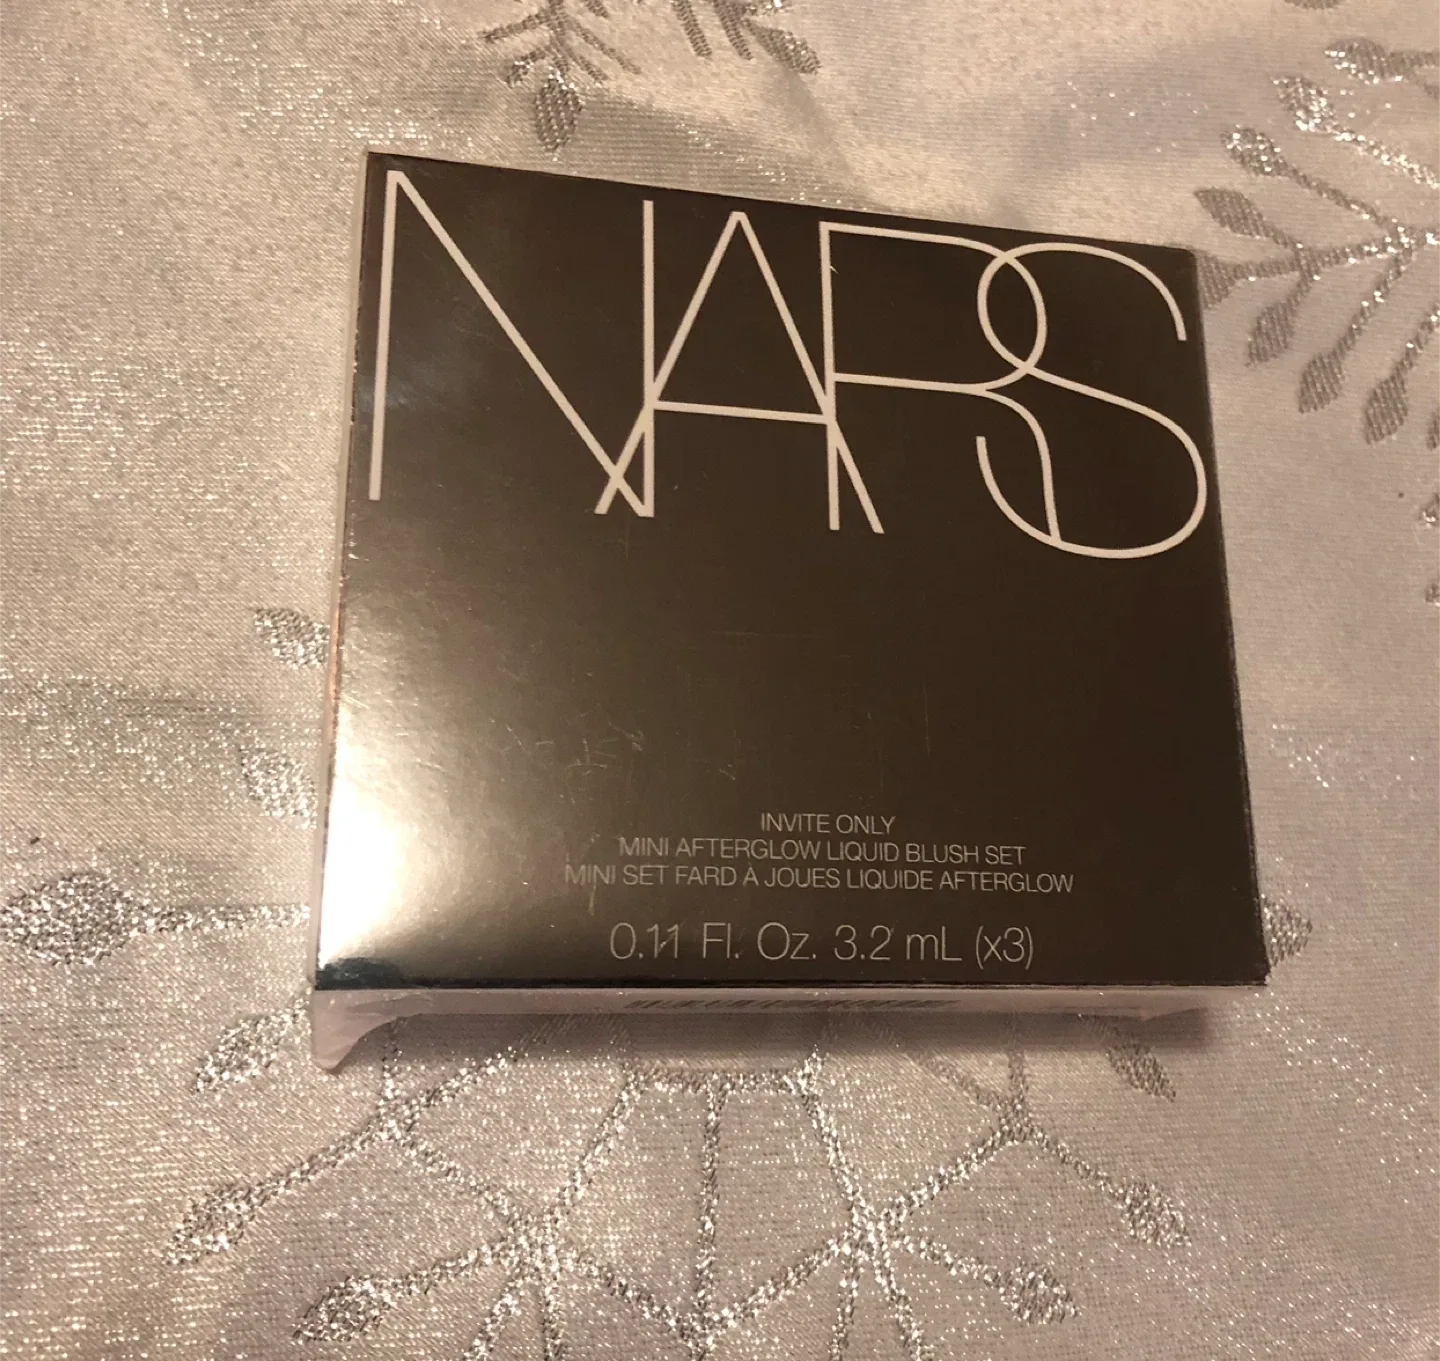 NARS
INVITE ONLY
MINI AFTERGLOW LIQUID BLUSH SET
MINI SET FARD À JOUES LIQUIDE AFTERGLOW
0.11 Fl. Oz. 3.2 mL (x3)